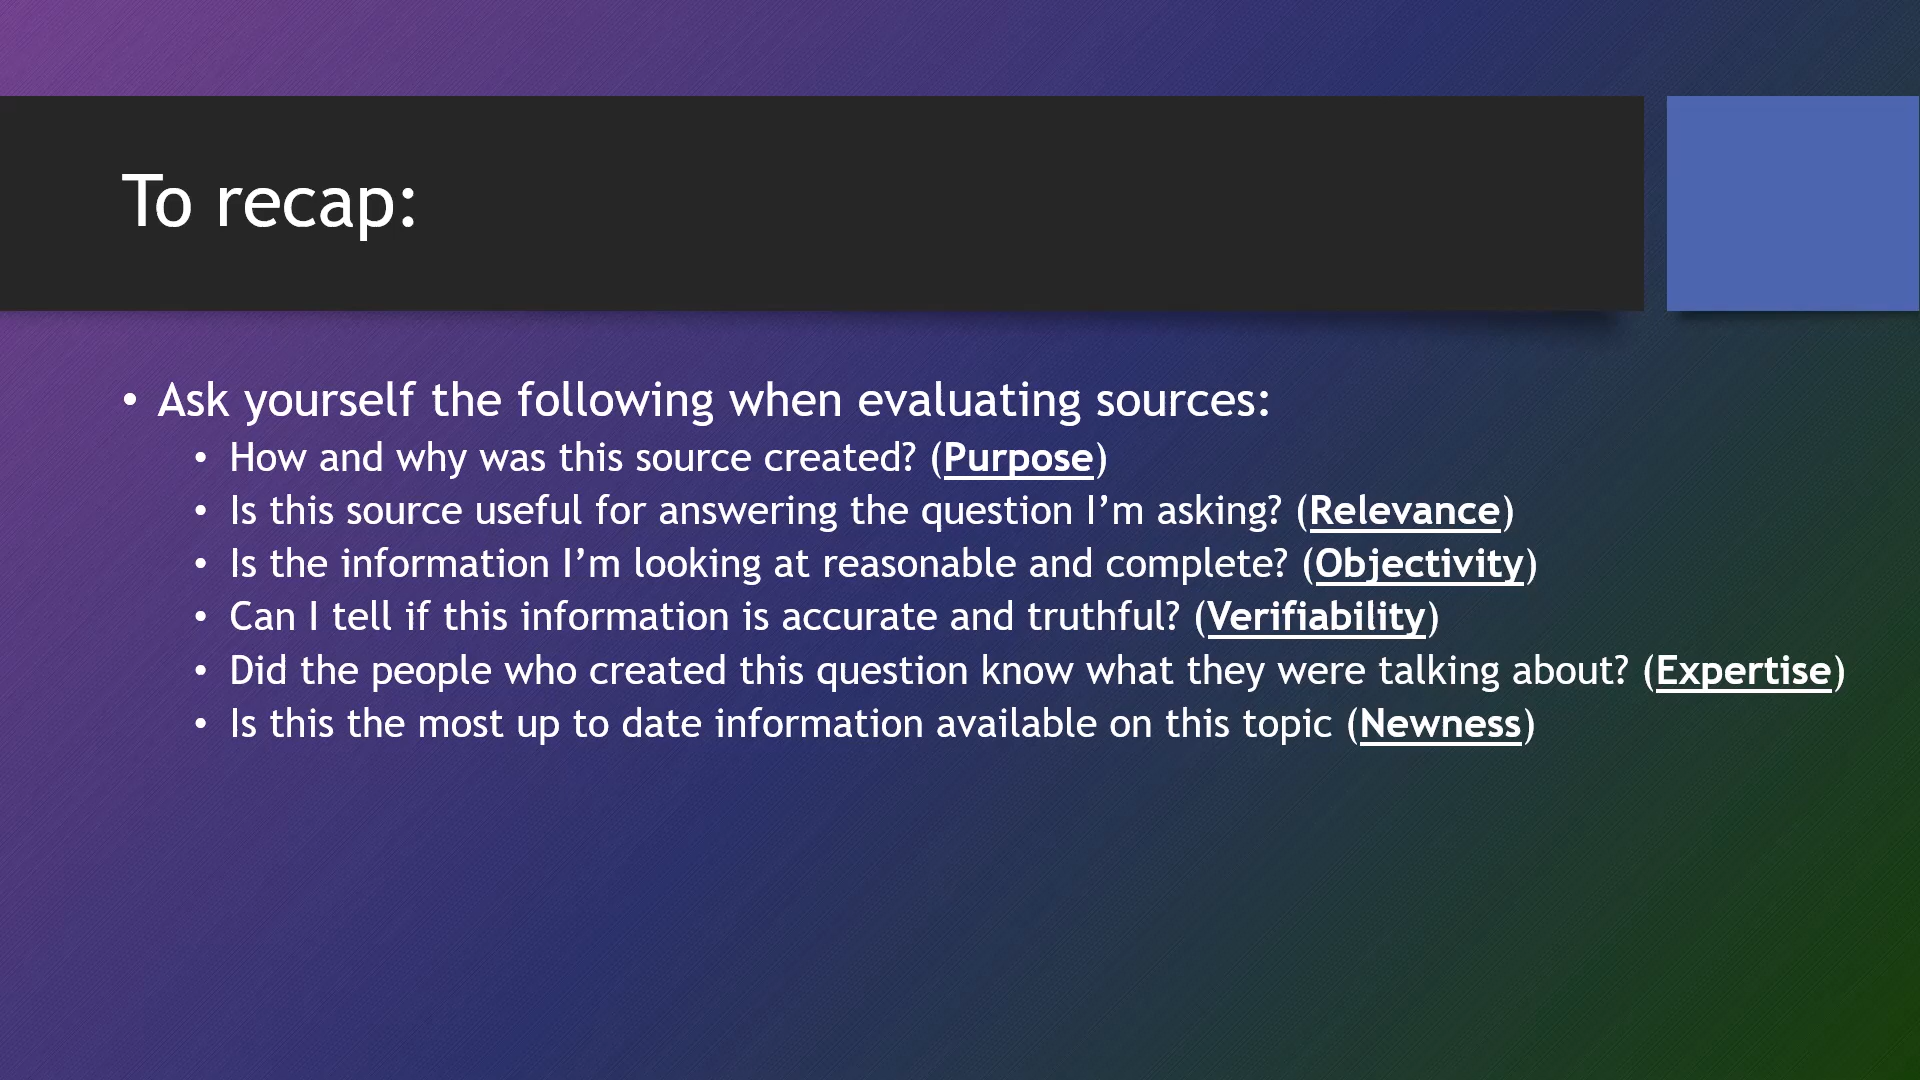 To recap:
• Ask yourself the following when evaluating sources:
• How and why was this source created? (Purpose)
• Is this source useful for answering the question I’m asking? (Relevance)
• Is the information I’m looking at reasonable and complete? (Objectivity)
• Can I tell if this information is accurate and truthful? (Verifiability)
• Did the people who created this question know what they were talking about? (Expertise)
• Is this the most up to date information available on this topic (Newness)